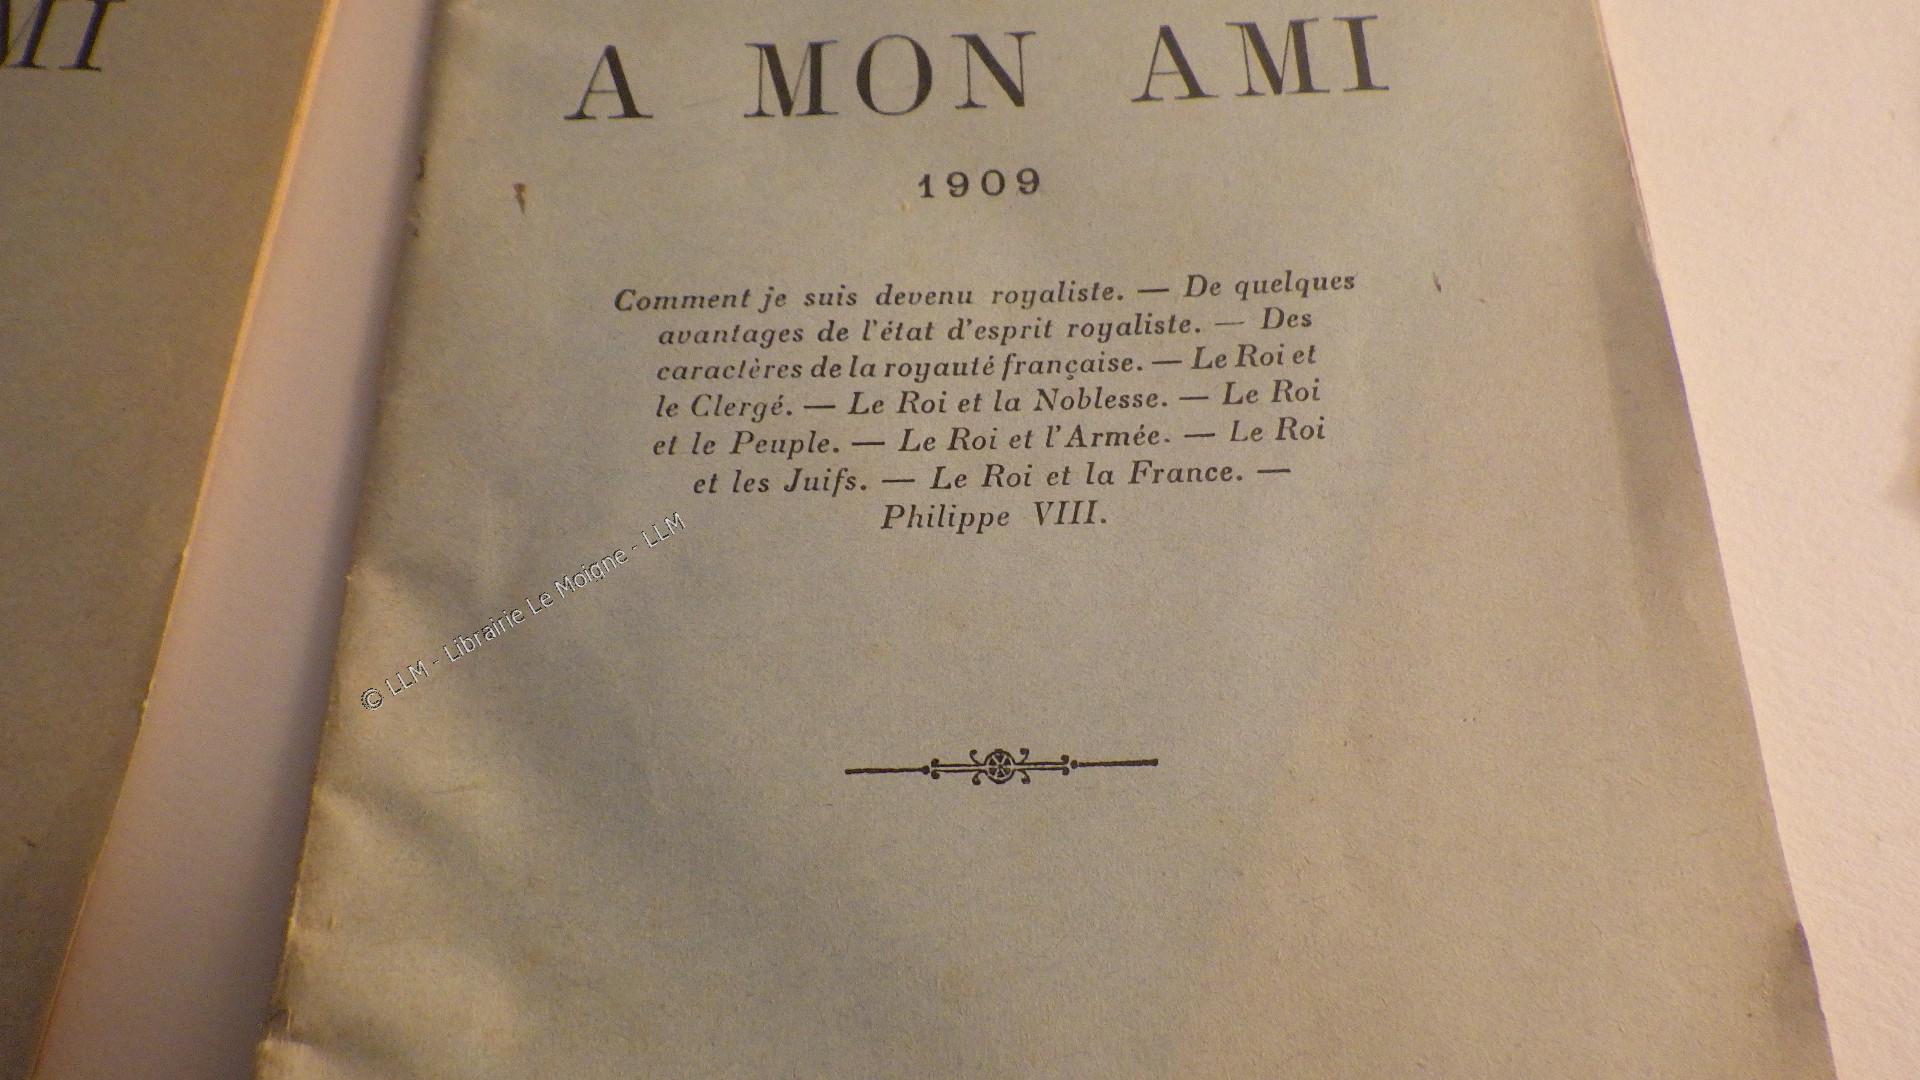 MI
A MON AMI
1909
Comment je suis devenu royaliste. — De quelques
avantages de l'état d'esprit royaliste. — Des
caractères de la royauté française. — Le Roi et
le Clergé. — Le Roi et la Noblesse. — Le Roi
et le Peuple. — Le Roi et l'Armée. — Le Roi
et les Juifs. — Le Roi et la France. —
Philippe VIII.
© LLM - Librairie Le Moigne - LLM